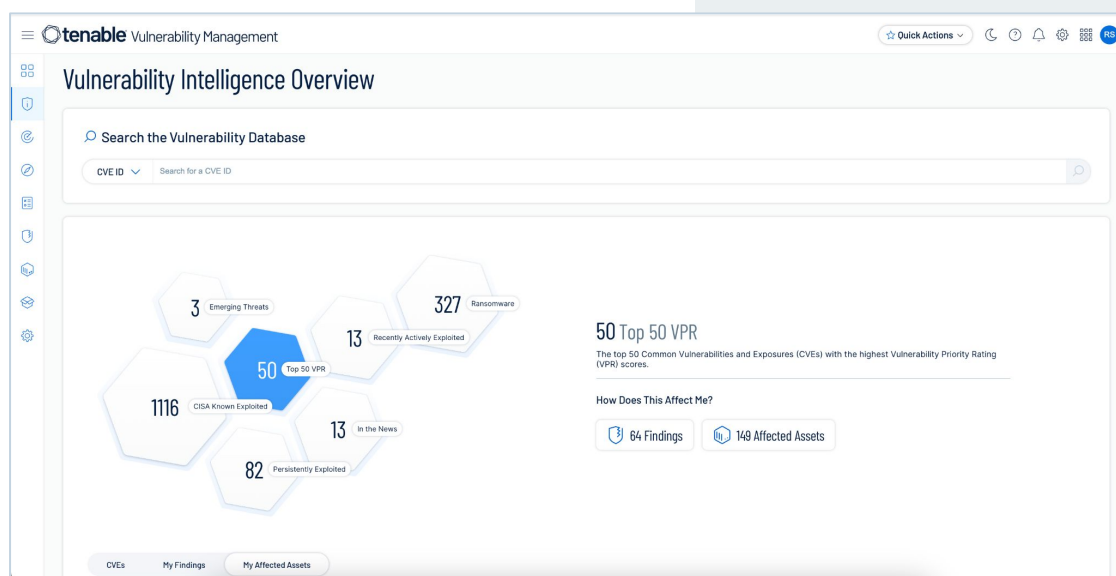 tenable Vulnerability Management
Quick Actions
RS
Vulnerability Intelligence Overview
Search the Vulnerability Database
CVE ID
Search for a CVE ID
3 Emerging Threats
327 Ransomware
13 Recently Actively Exploited
50 Top 50 VPR
1116 CISA Known Exploited
13 In the News
82 Persistently Exploited
50 Top 50 VPR
The top 50 Common Vulnerabilities and Exposures (CVEs) with the highest Vulnerability Priority Rating
(VPR) scores.
How Does This Affect Me?
64 Findings
149 Affected Assets
CVEs
My Findings
My Affected Assets